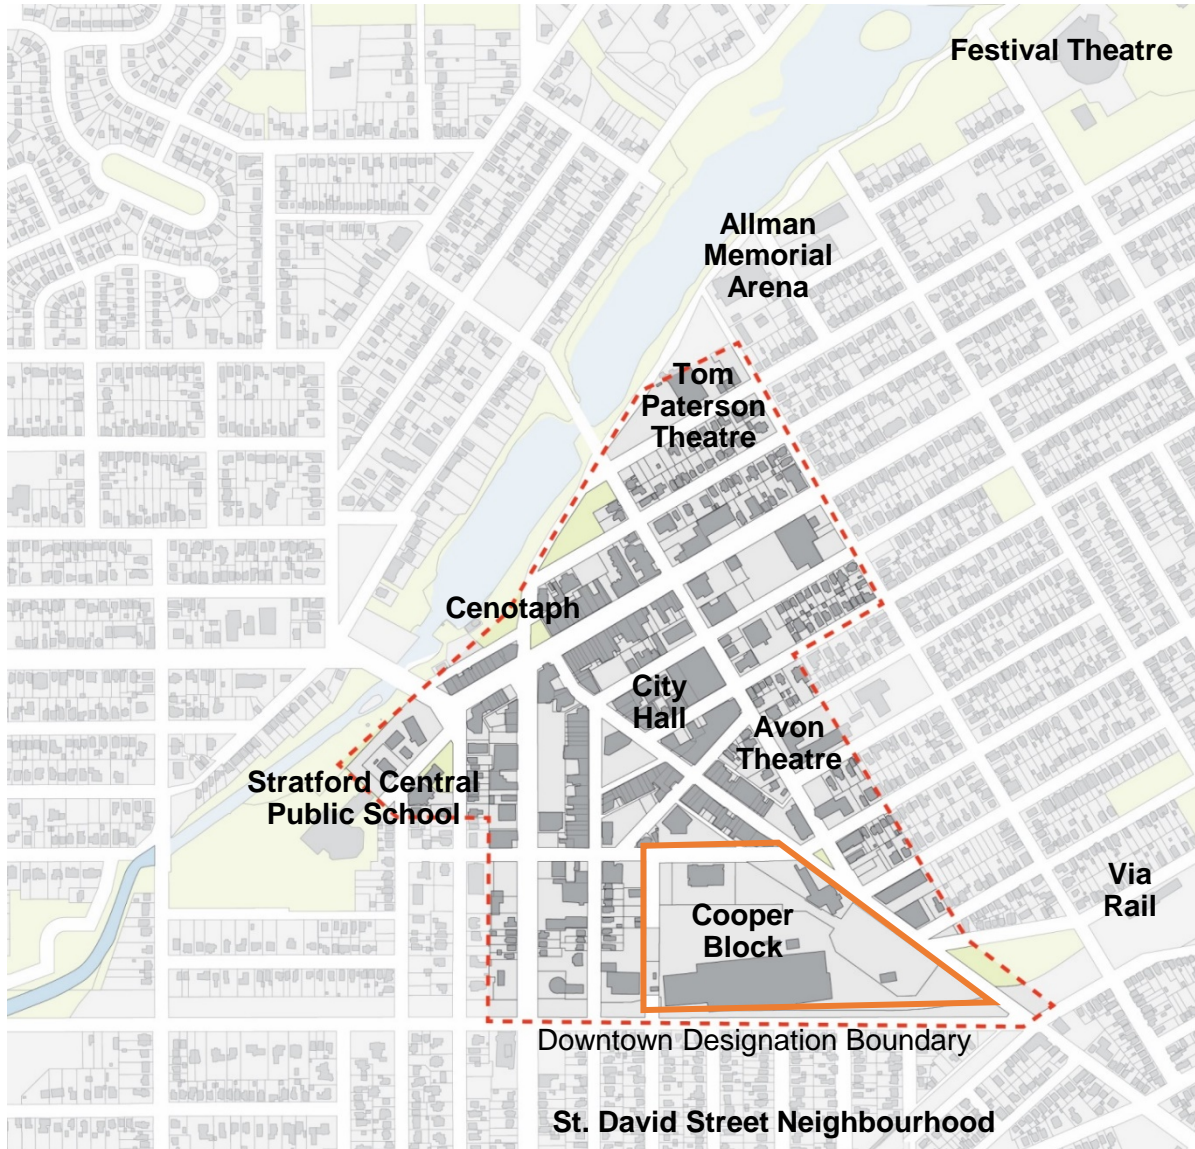 Festival Theatre
Allman
Memorial
Arena
Tom
Paterson
Theatre
Cenotaph
City
Hall
Avon
Theatre
Stratford Central
Public School
Via
Rail
Cooper
Block
Downtown Designation Boundary
St. David Street Neighbourhood